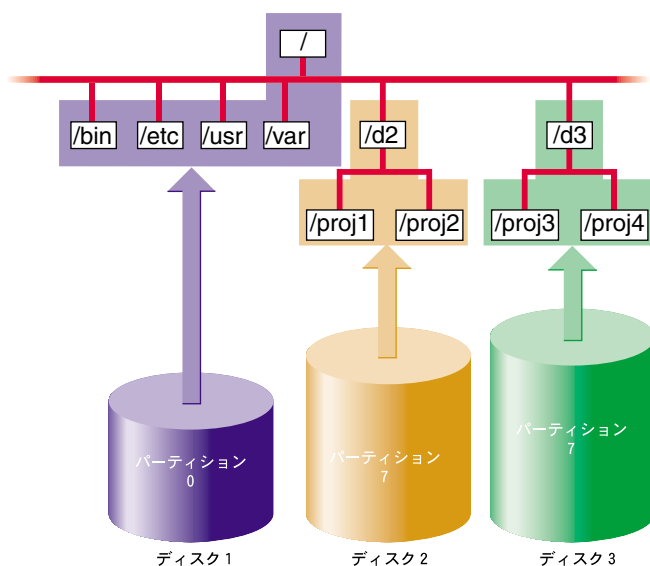 /
/bin /etc /usr /var /d2 /d3
/proj1 /proj2 /proj3 /proj4
パーティション
0
パーティション
7
パーティション
7
ディスク 1 ディスク 2 ディスク 3